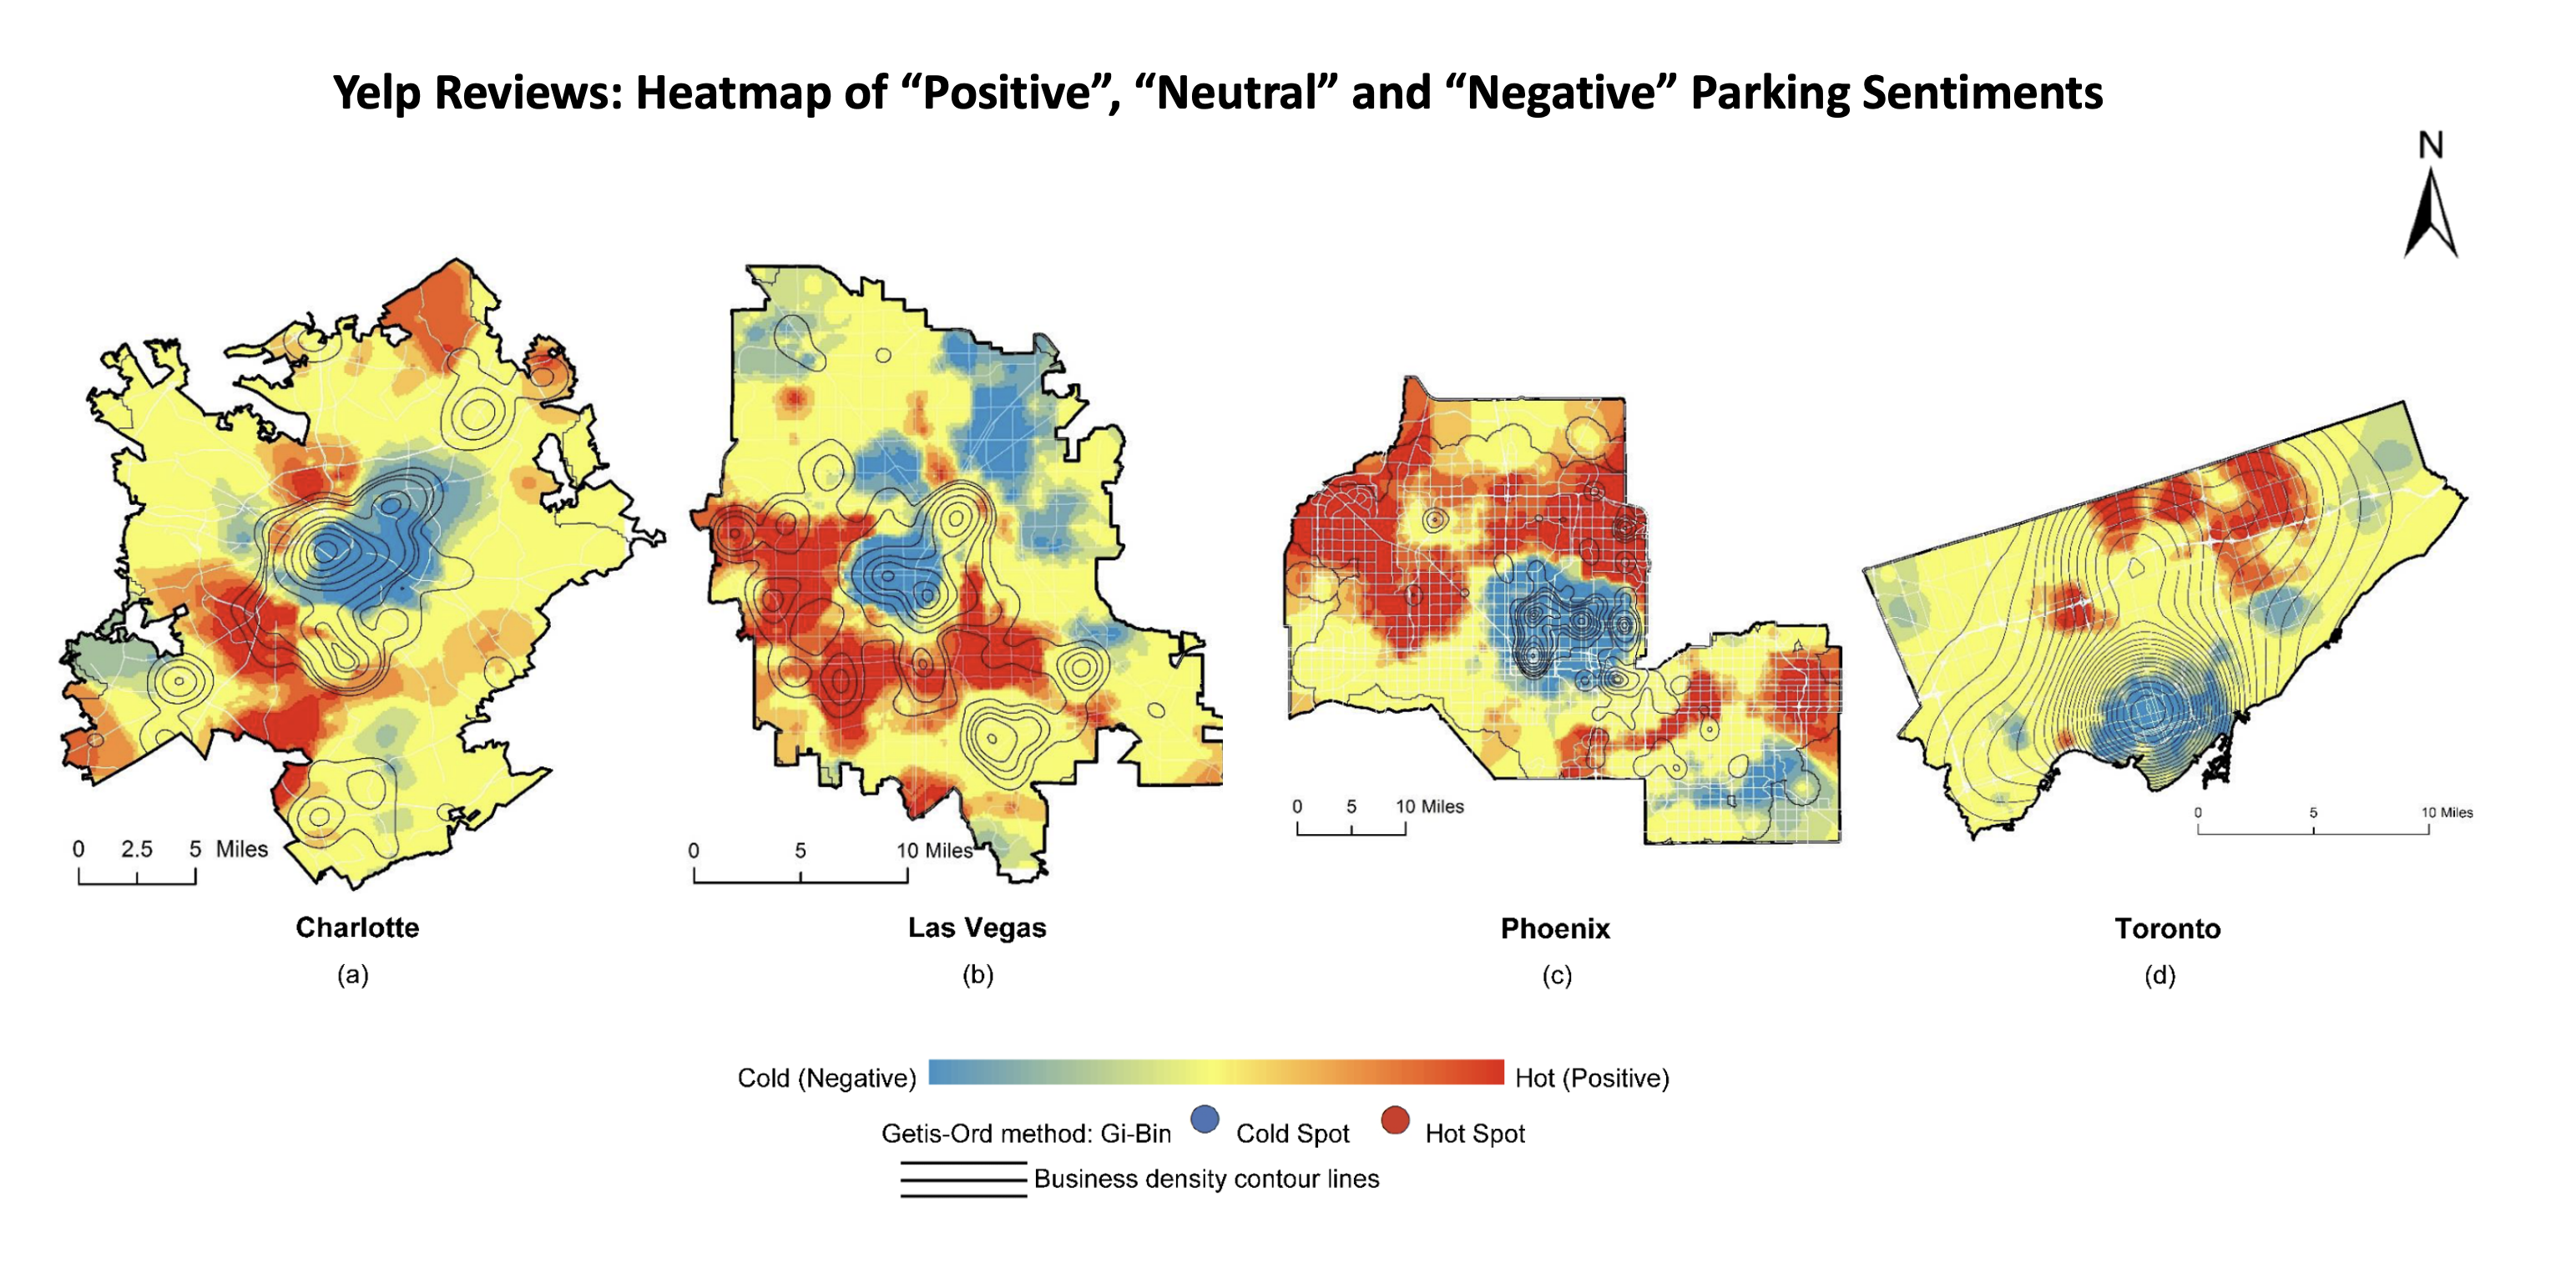 Yelp Reviews: Heatmap of “Positive”, “Neutral” and “Negative” Parking Sentiments
N
0 2.5 5 Miles
0 5 10 Miles
0 5 10 Miles
0 5 10 Miles
Charlotte
(a)
Las Vegas
(b)
Phoenix
(c)
Toronto
(d)
Cold (Negative) Hot (Positive)
Getis-Ord method: Gi-Bin Cold Spot Hot Spot
Business density contour lines